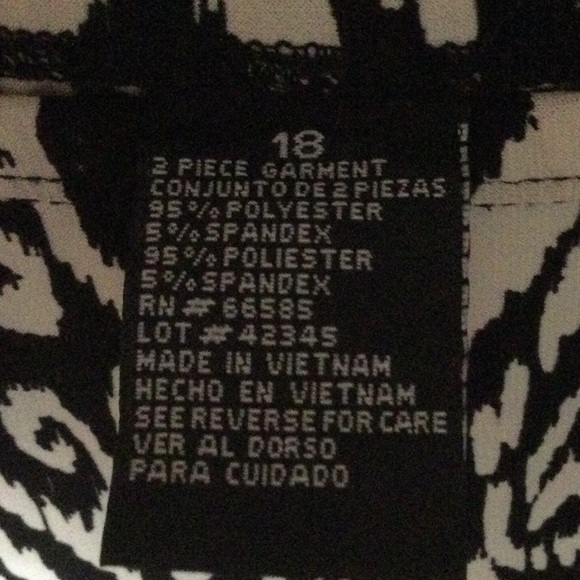 18
2 PIECE GARMENT
CONJUNTO DE 2 PIEZAS
95% POLYESTER
5% SPANDEX
95% POLIESTER
5% SPANDEX
RN # 66585
LOT # 42345
MADE IN VIETNAM
HECHO EN VIETNAM
SEE REVERSE FOR CARE
VER AL DORSO
PARA CUIDADO